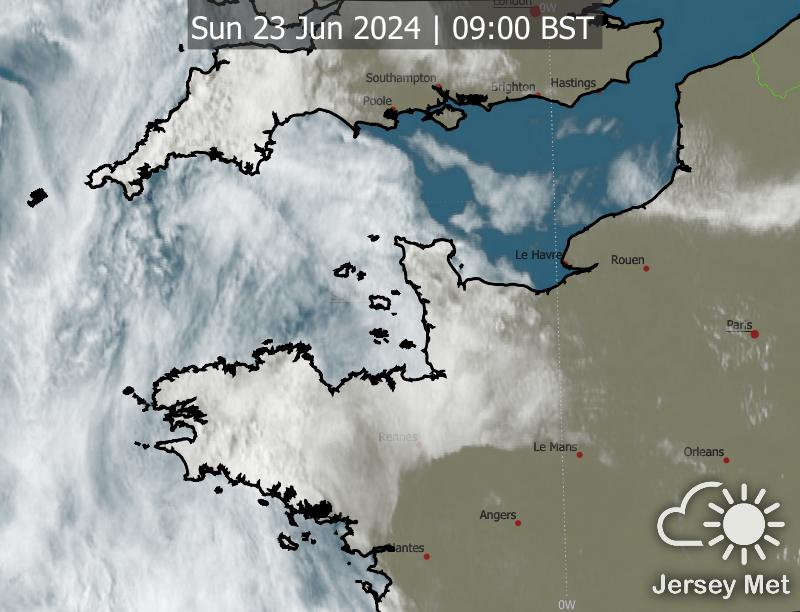 London
0W
Sun 23 Jun 2024 | 09:00 BST
Southampton
Brighton
Hastings
Poole
Le Havre
Rouen
Paris
Rennes
Le Mans
Orleans
Angers
Nantes
Jersey Met
0W